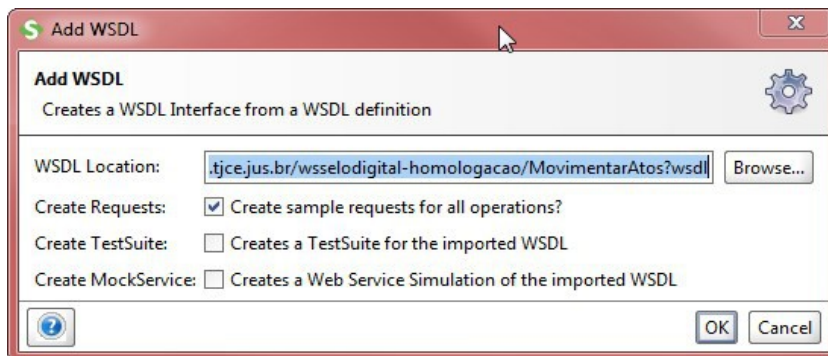 Add WSDL
Add WSDL
Creates a WSDL Interface from a WSDL definition
WSDL Location: .tjce.jus.br/wsselodigital-homologacao/MovimentarAtos?wsdl Browse...
Create Requests: Create sample requests for all operations?
Create TestSuite: Creates a TestSuite for the imported WSDL
Create MockService: Creates a Web Service Simulation of the imported WSDL
OK Cancel